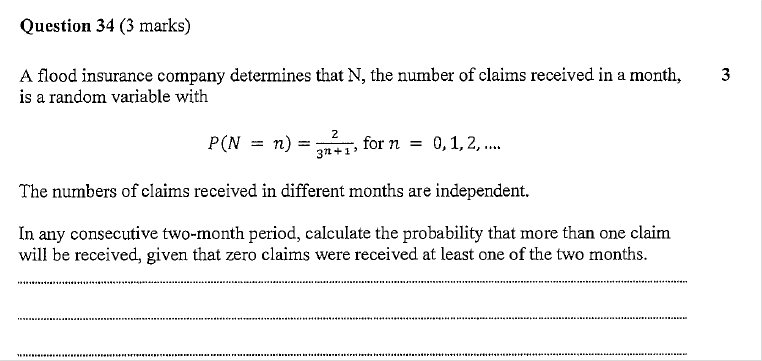 Question 34 (3 marks)
A flood insurance company determines that N, the number of claims received in a month, 3
is a random variable with
P(N = n) = 2/3^{n+1}, for n = 0, 1, 2, ....
The numbers of claims received in different months are independent.
In any consecutive two-month period, calculate the probability that more than one claim
will be received, given that zero claims were received at least one of the two months.